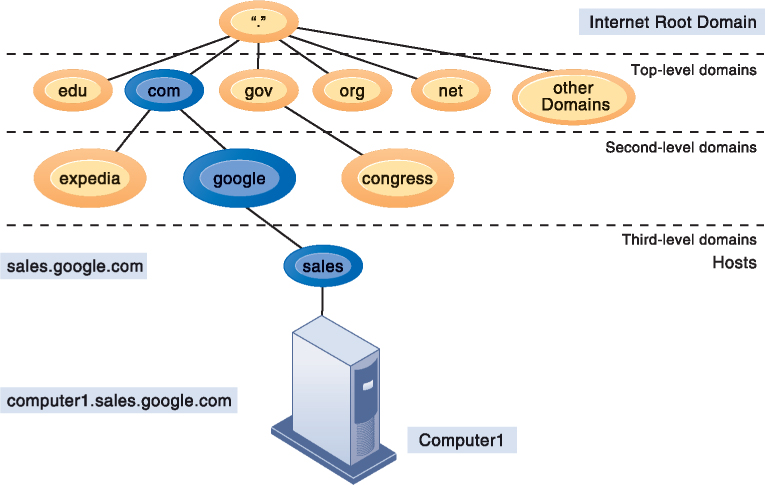 “.”
Internet Root Domain
Top-level domains
edu
com
gov
org
net
other
Domains
Second-level domains
expedia
google
congress
Third-level domains
Hosts
sales.google.com
sales
computer1.sales.google.com
Computer1